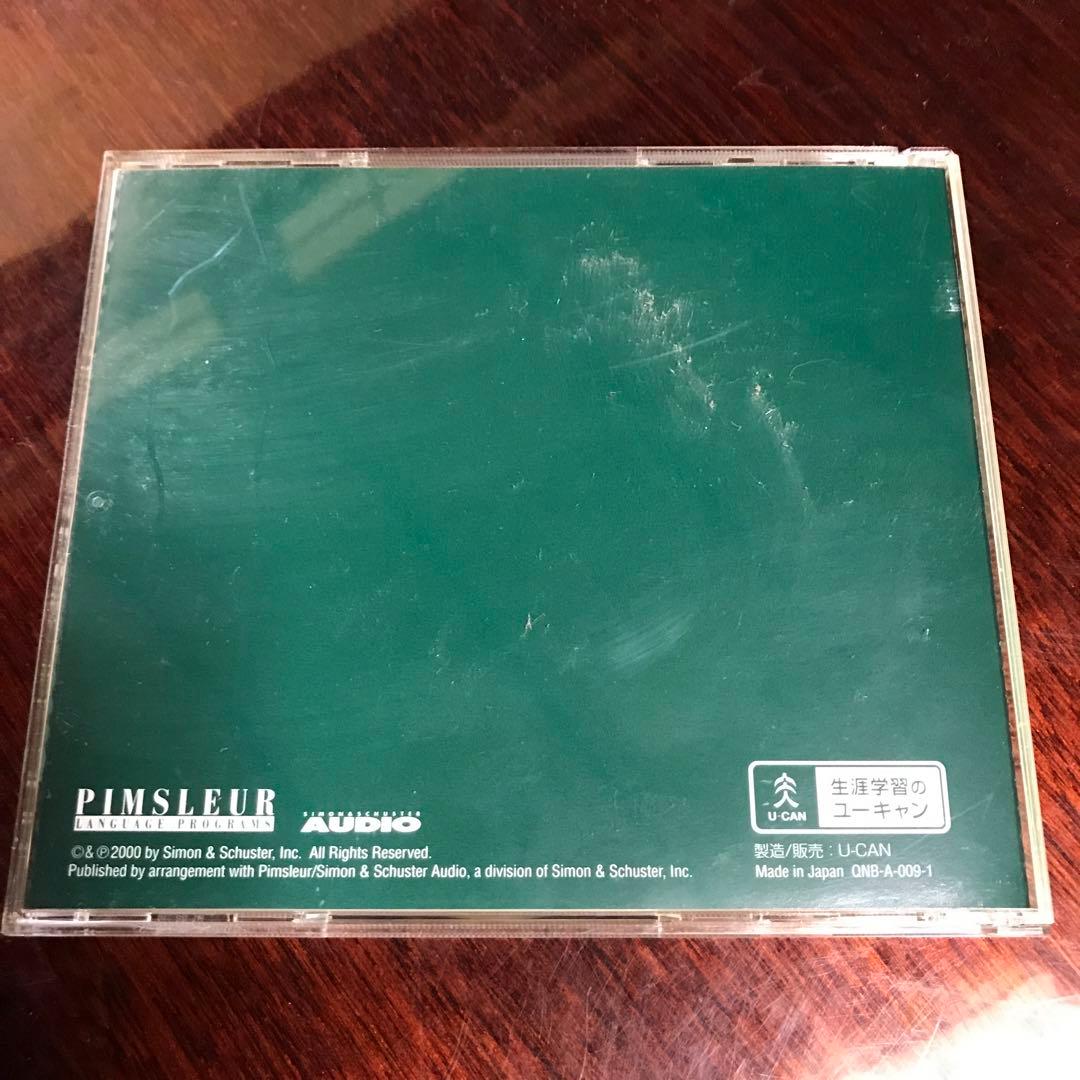 PIMSLEUR
LANGUAGE PROGRAMS
SIMON & SCHUSTER
AUDIO
©&℗2000 by Simon & Schuster, Inc. All Rights Reserved.
Published by arrangement with Pimsleur/Simon & Schuster Audio, a division of Simon & Schuster, Inc.
U-CAN
生涯学習の
ユーキャン
製造/販売：U-CAN
Made in Japan QNB-A-009-1